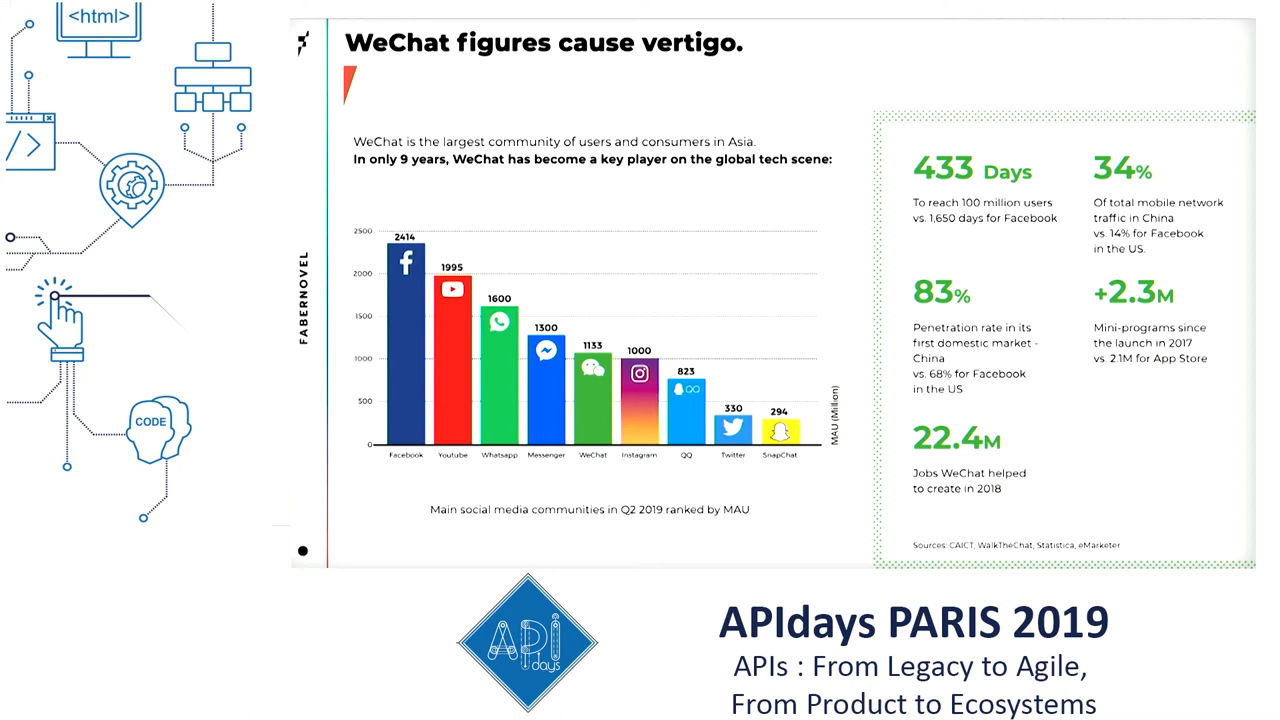 <html>
</>
CODE
FABERNOVEL
WeChat figures cause vertigo.
WeChat is the largest community of users and consumers in Asia.
In only 9 years, WeChat has become a key player on the global tech scene:
2500
2000
1500
1000
500
0
2414
1995
1600
1300
1133
1000
823
330
294
QQ
Facebook Youtube Whatsapp Messenger WeChat Instagram QQ Twitter SnapChat
MAU (Million)
Main social media communities in Q2 2019 ranked by MAU
433 Days
To reach 100 million users
vs. 1,650 days for Facebook
34%
Of total mobile network
traffic in China
vs. 14% for Facebook
in the US.
83%
Penetration rate in its
first domestic market -
China
vs. 68% for Facebook
in the US
+2.3M
Mini-programs since
the launch in 2017
vs. 2.1M for App Store
22.4M
Jobs WeChat helped
to create in 2018
Sources: CAICT, WalkTheChat, Statistica, eMarketer
API
days
APIdays PARIS 2019
APIs : From Legacy to Agile,
From Product to Ecosystems